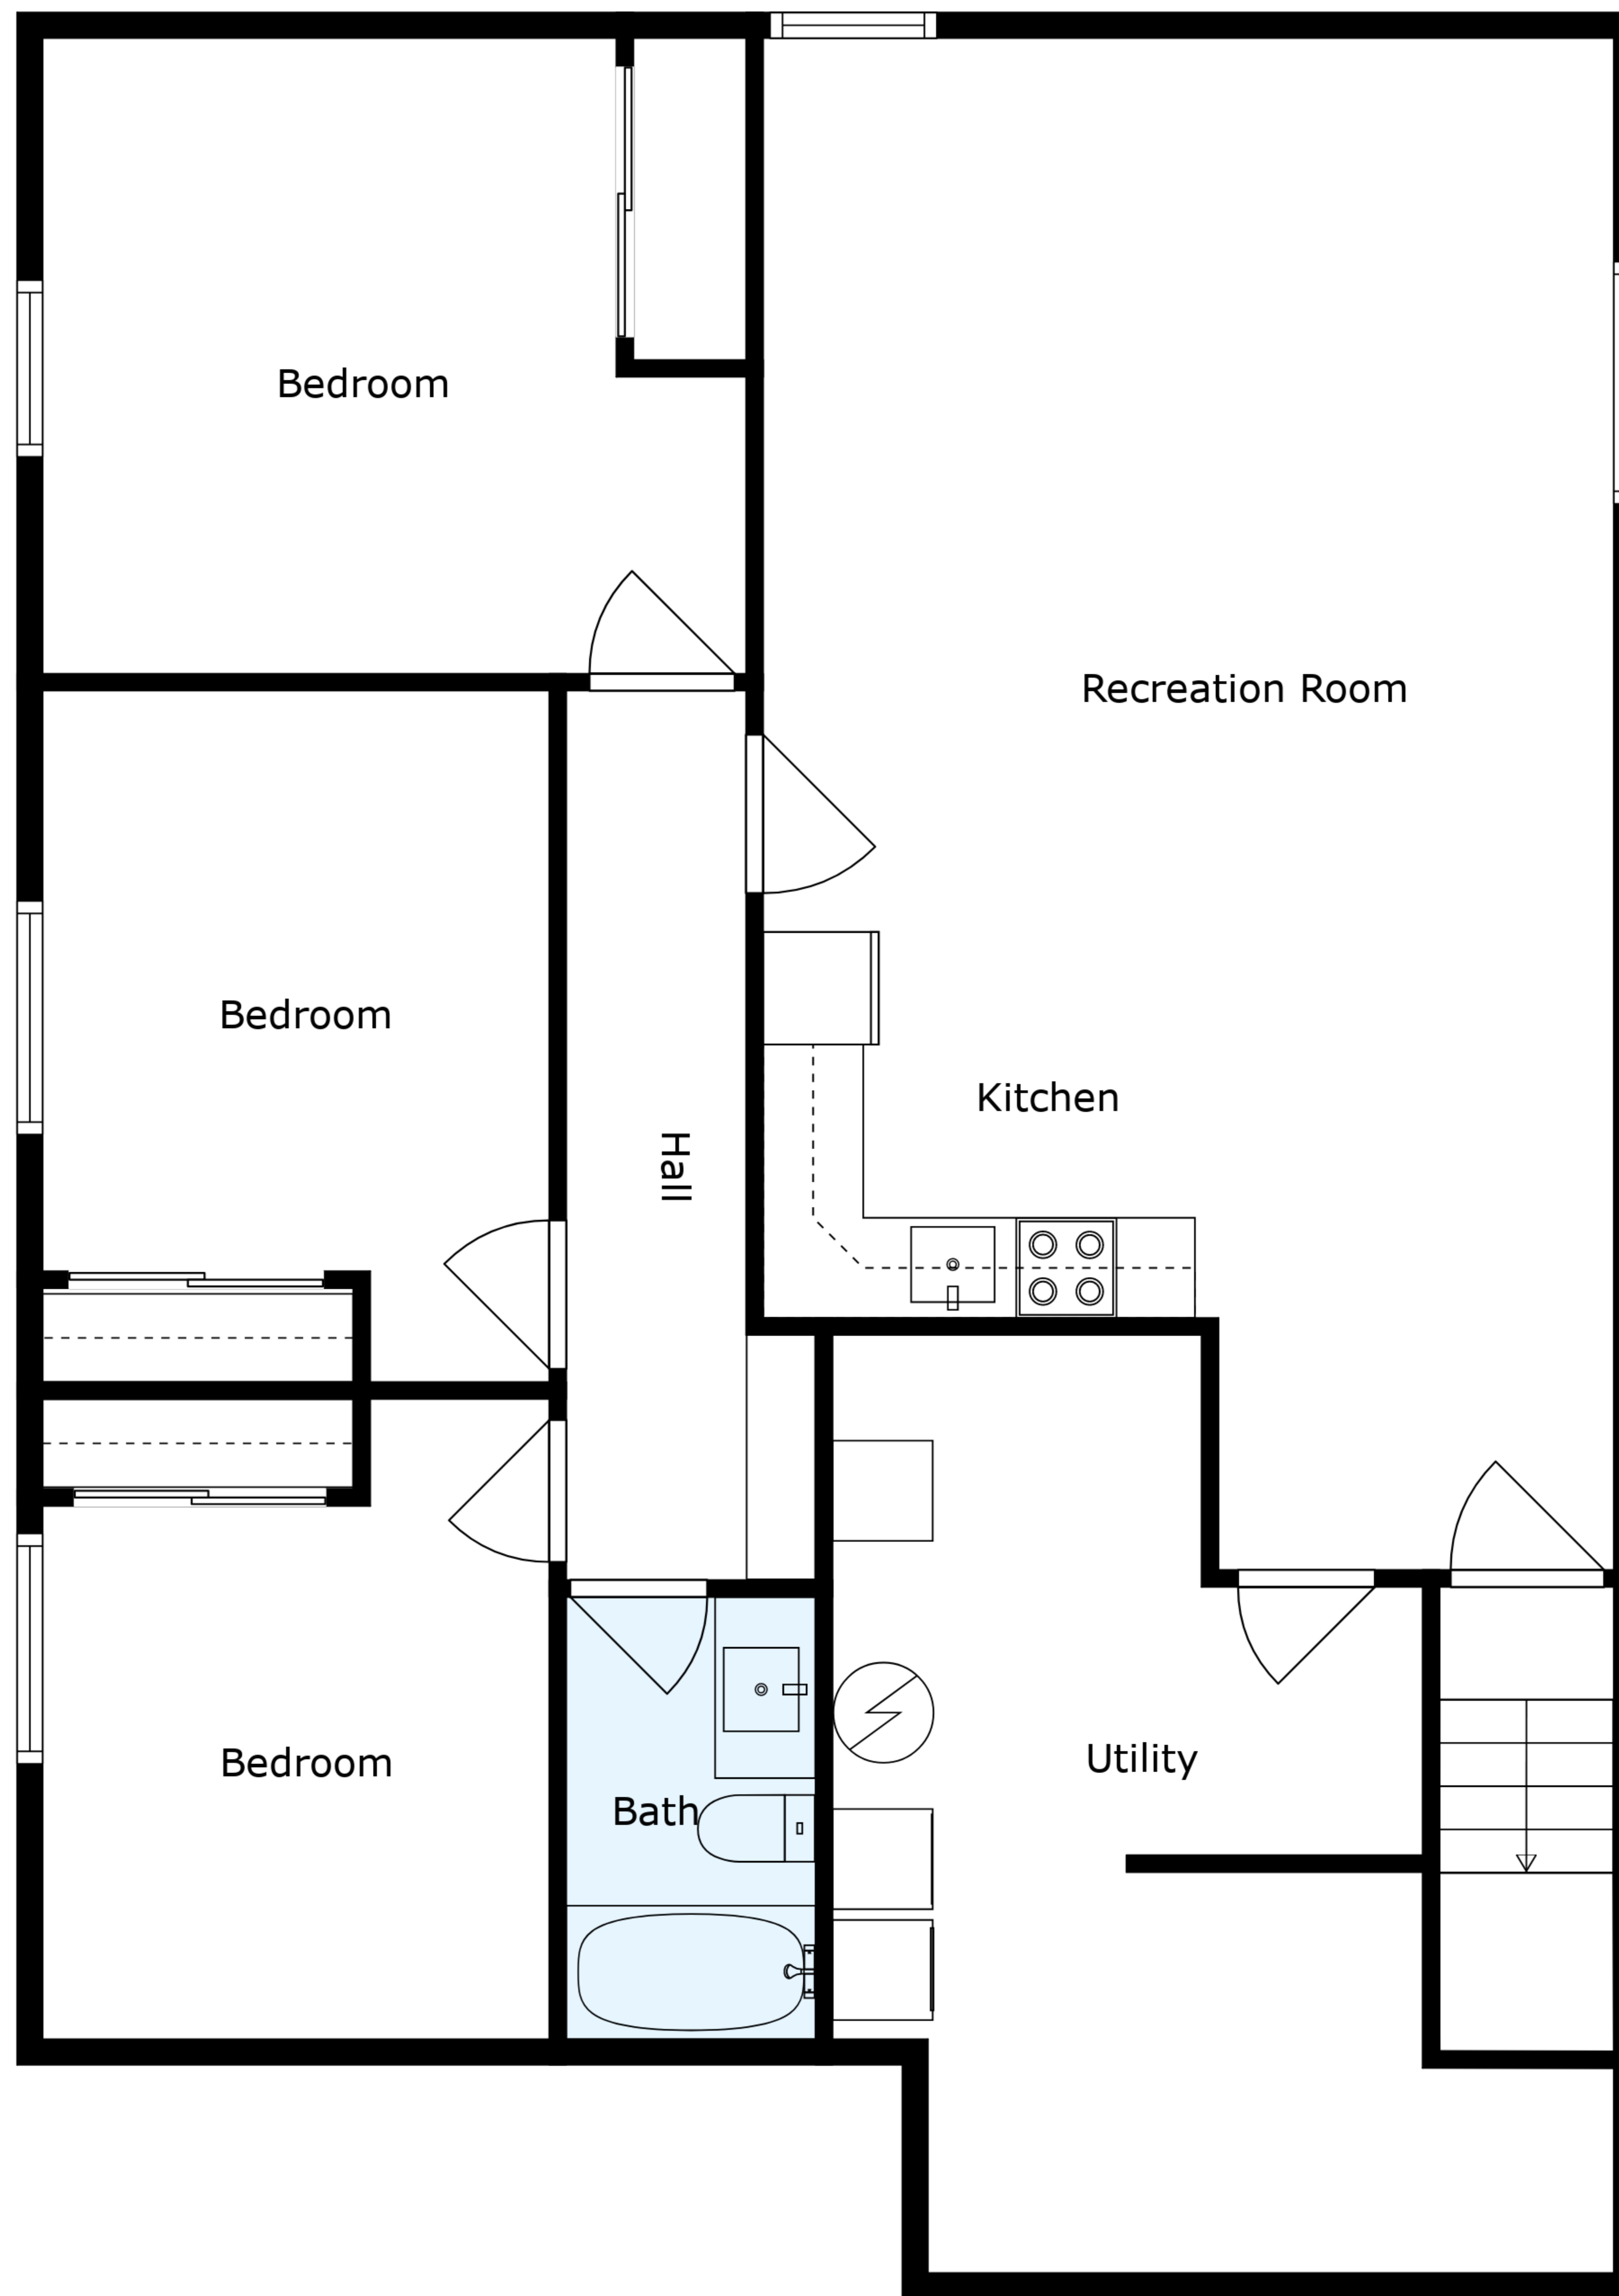 Bedroom
Recreation Room
Bedroom
Kitchen
Hall
Bedroom
Utility
Bath